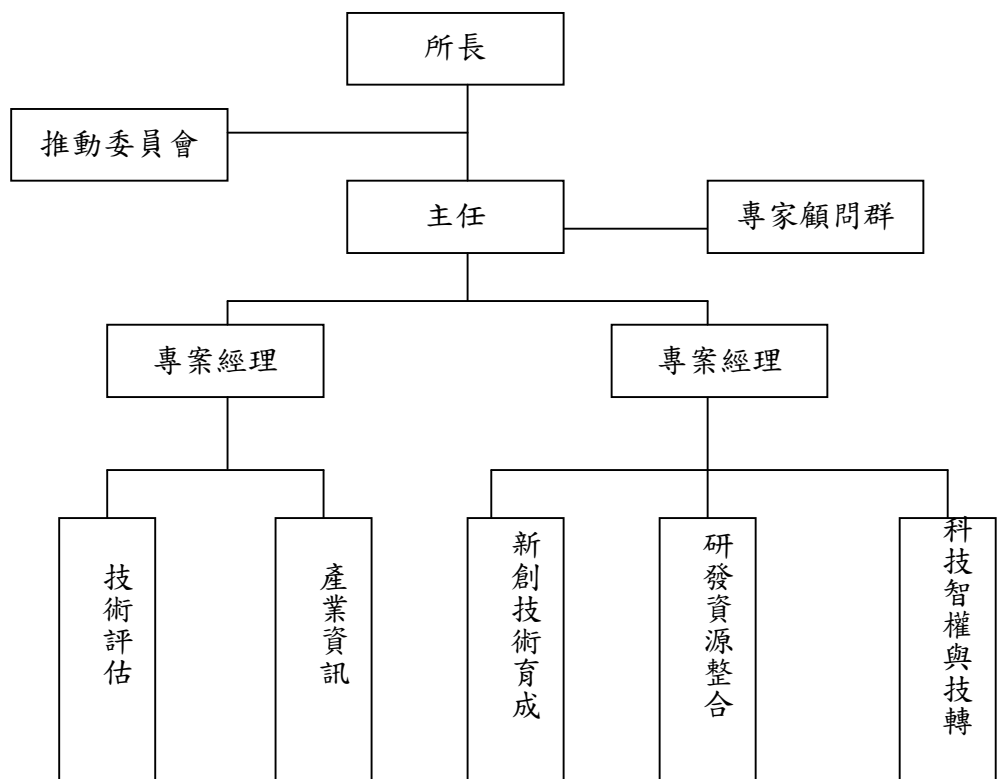 所長
推動委員會
主任
專家顧問群
專案經理
專案經理
技術評估
產業資訊
新創技術育成
研發資源整合
科技智權與技轉